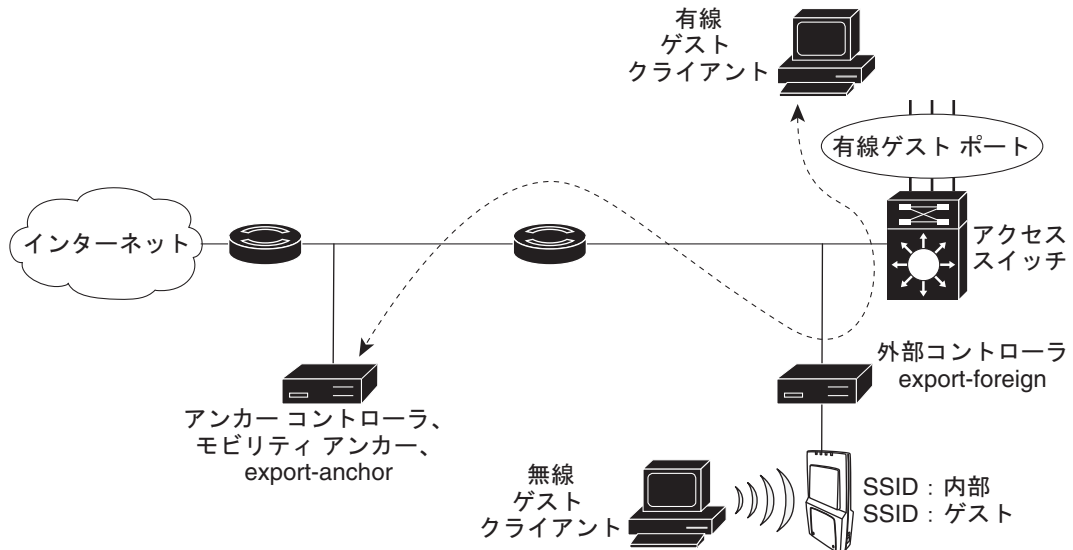 有線
ゲスト
クライアント
有線ゲスト ポート
インターネット
アクセス
スイッチ
外部コントローラ
export-foreign
アンカー コントローラ、
モビリティ アンカー、
export-anchor
無線
ゲスト
クライアント
SSID：内部
SSID：ゲスト